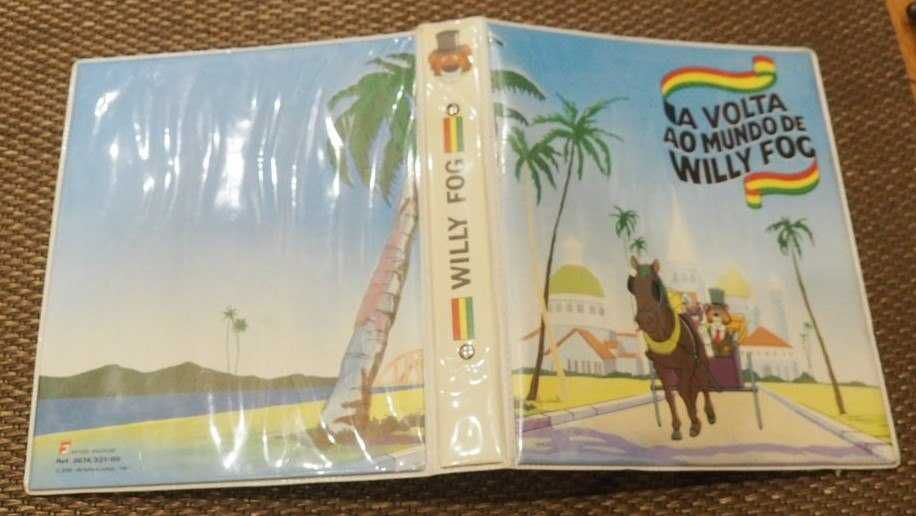 WILLY FOG
A VOLTA
AO MUNDO DE
WILLY FOG